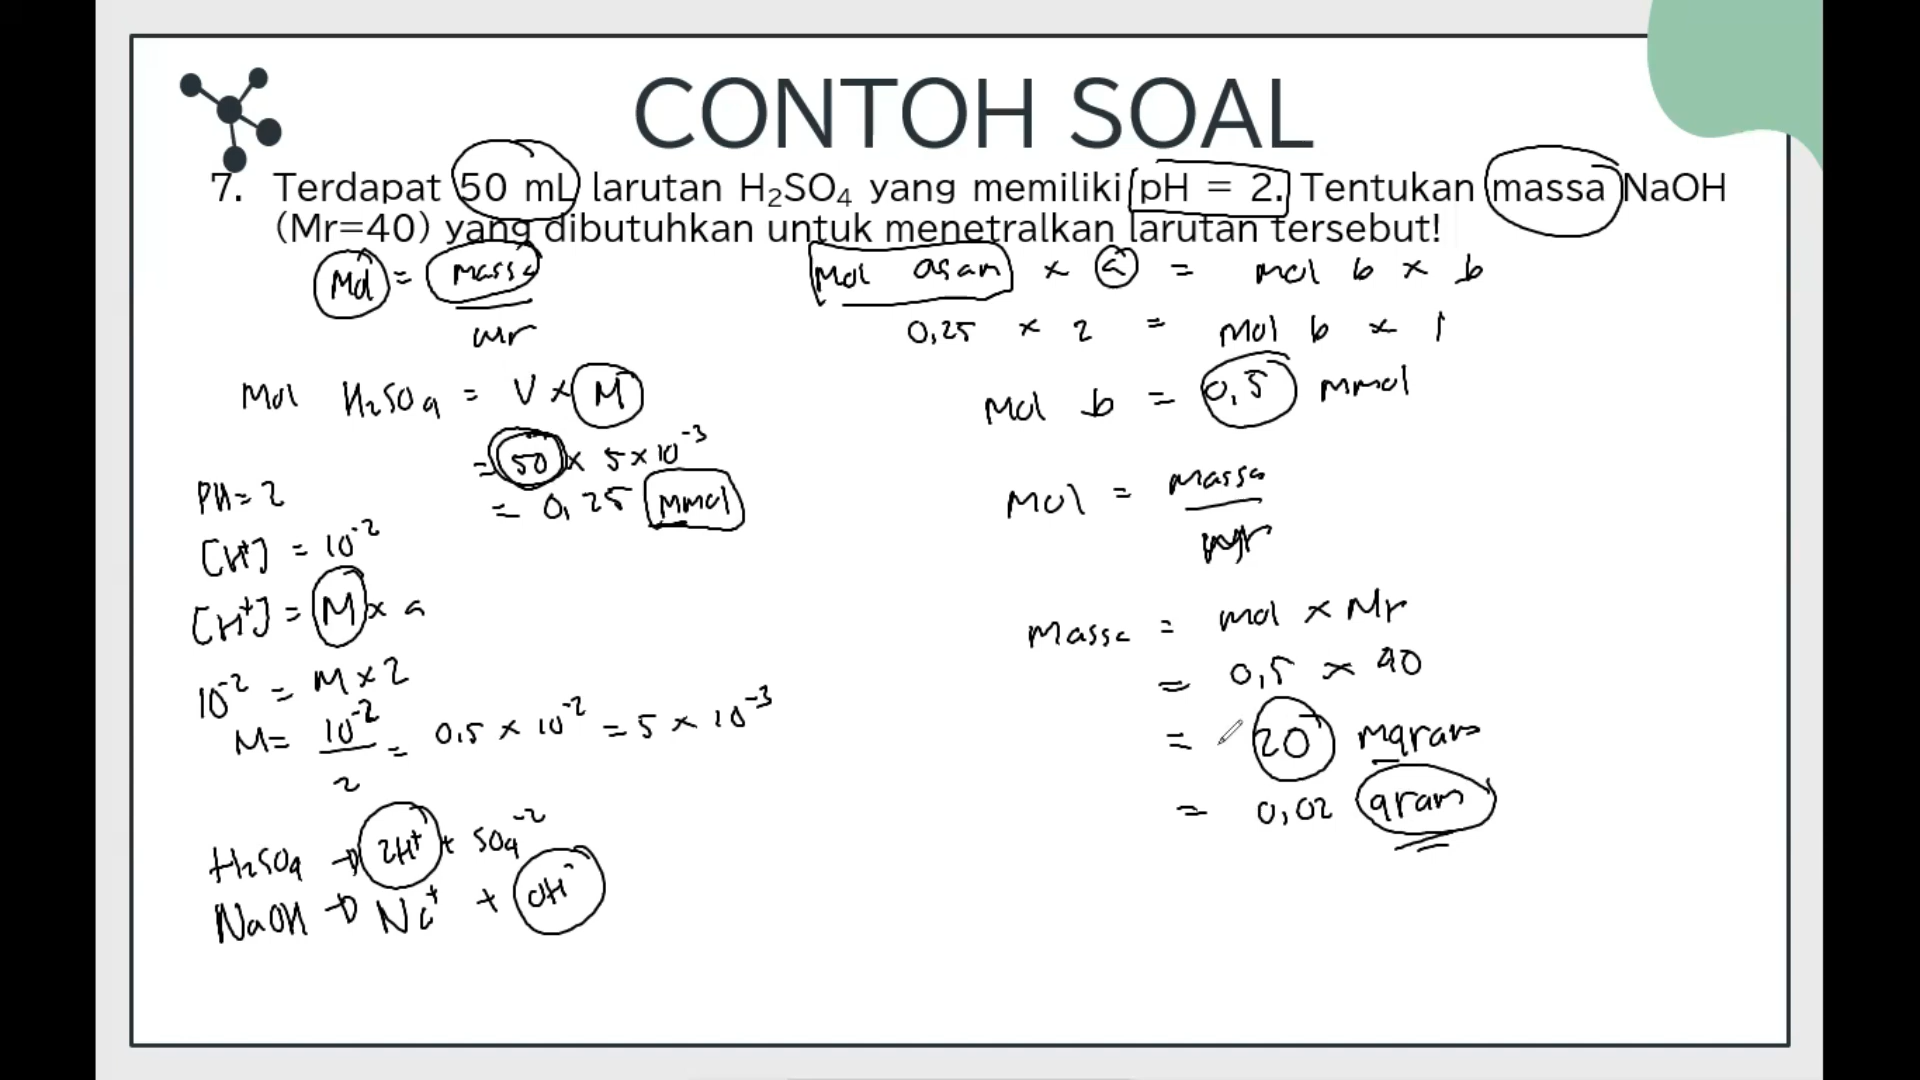 CONTOH SOAL
7. Terdapat 50 mL larutan H₂SO₄ yang memiliki pH = 2. Tentukan massa NaOH
(Mr=40) yang dibutuhkan untuk menetralkan larutan tersebut!
Mol = massa
Mr
Mol H₂SO₄ = V × M
= 50 × 5 × 10⁻³
= 0,25 mmol
PH = 2
[H⁺] = 10⁻²
[H⁺] = M × a
10⁻² = M × 2
M = 10⁻² = 0.5 × 10⁻² = 5 × 10⁻³
2
H₂SO₄ → 2H⁺ + SO₄⁻²
NaOH → Na⁺ + OH⁻
Mol asam × a = mol b × b
0,25 × 2 = mol b × 1
Mol b = 0,5 mmol
Mol = massa
Mr
Massa = mol × Mr
= 0,5 × 40
= 20 mgram
= 0,02 gram